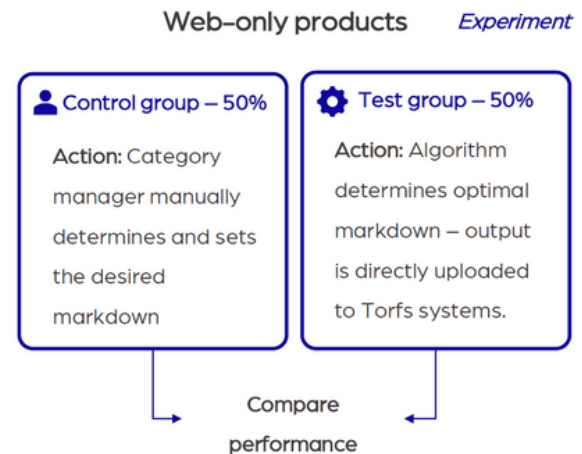 Web-only products
Experiment
Control group – 50%
Action: Category
manager manually
determines and sets
the desired
markdown
Test group – 50%
Action: Algorithm
determines optimal
markdown – output
is directly uploaded
to Torfs systems.
Compare
performance